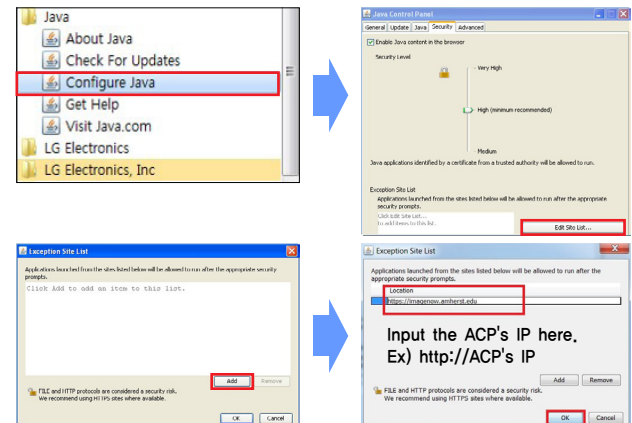 Java
About Java
Check For Updates
Configure Java
Get Help
Visit Java.com
LG Electronics
LG Electronics, Inc
Java Control Panel
General Update Java Security Advanced
Enable Java content in the browser
Security Level
- Very High
- High (minimum recommended)
- Medium
Java applications identified by a certificate from a trusted authority will be allowed to run.
Exception Site List
Applications launched from the sites listed below will be allowed to run after the appropriate
security prompts.
Click Edit Site List...
to add items to this list.
Edit Site List...
Exception Site List
Applications launched from the sites listed below will be allowed to run after the appropriate security
prompts.
Click Add to add an item to this list.
Add Remove
FILE and HTTP protocols are considered a security risk.
We recommend using HTTPS sites where available.
OK Cancel
Exception Site List
Applications launched from the sites listed below will be allowed to run after the
appropriate security prompts.
Location
https://imagenow.amherst.edu
Input the ACP's IP here.
Ex) http://ACP's IP
Add Remove
FILE and HTTP protocols are considered a security risk.
We recommend using HTTPS sites where available.
OK Cancel